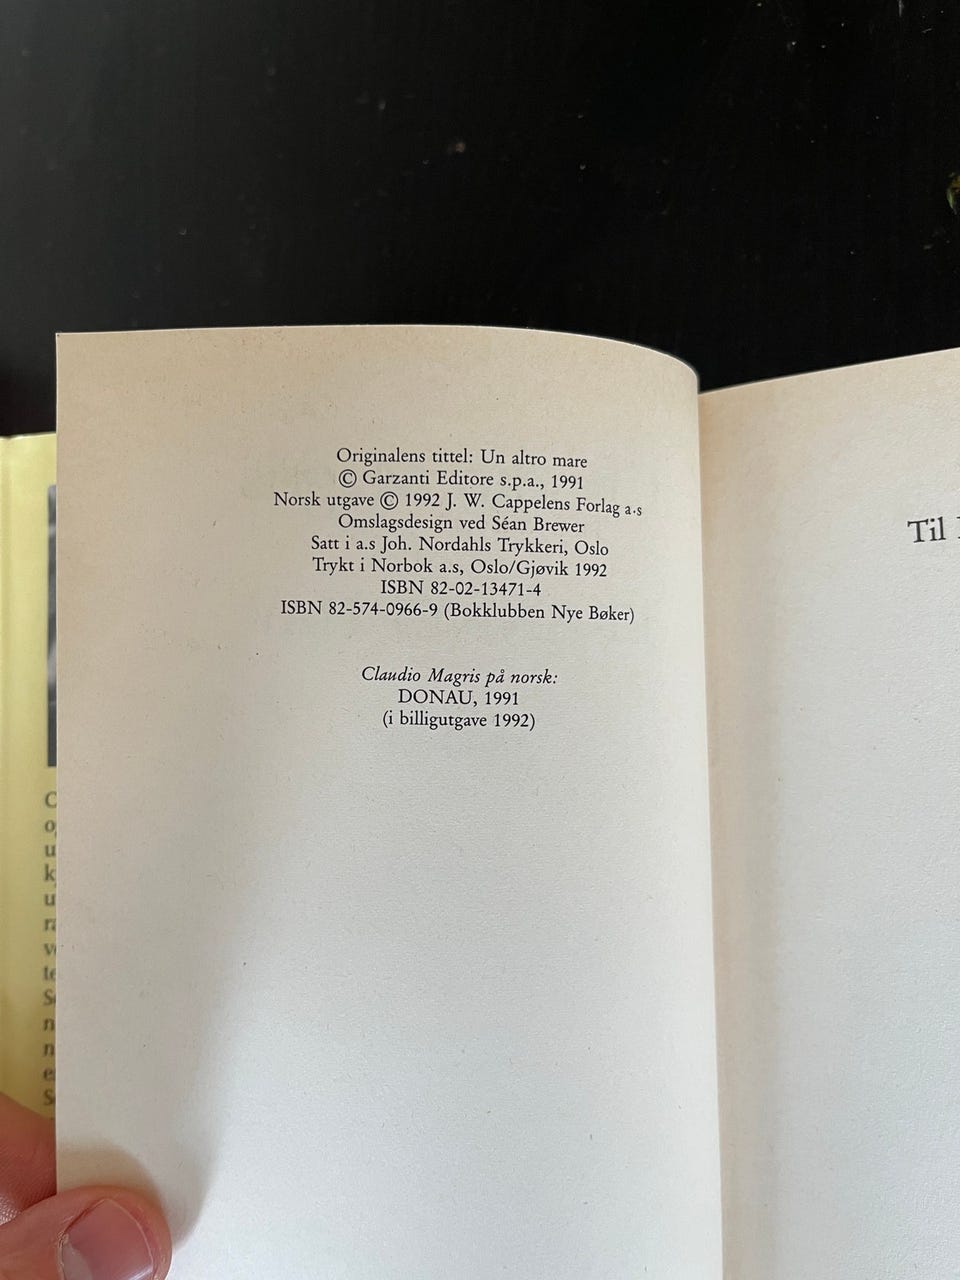 Originalens tittel: Un altro mare
© Garzanti Editore s.p.a., 1991
Norsk utgave © 1992 J. W. Cappelens Forlag a·s
Omslagsdesign ved Séan Brewer
Satt i a.s Joh. Nordahls Trykkeri, Oslo
Trykt i Norbok a.s, Oslo/Gjøvik 1992
ISBN 82-02-13471-4
ISBN 82-574-0966-9 (Bokklubben Nye Bøker)
Claudio Magris på norsk:
DONAU, 1991
(i billigutgave 1992)
Til